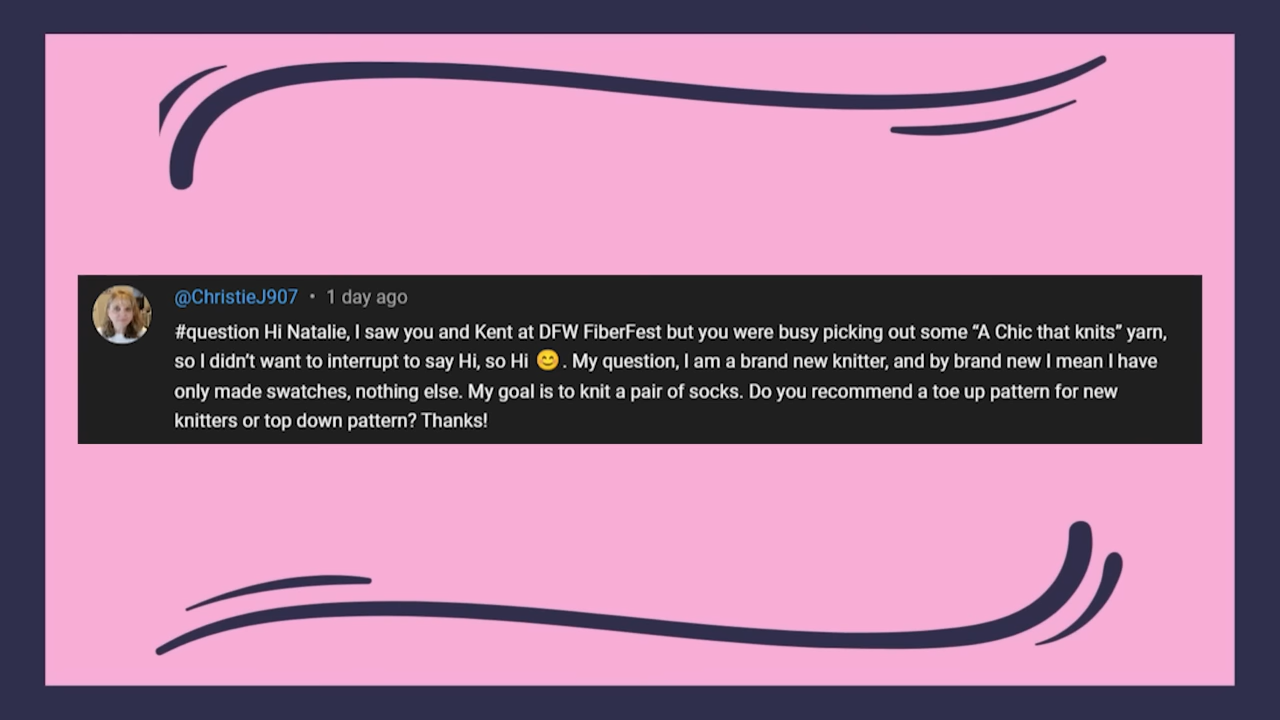 @ChristieJ907 • 1 day ago
#question Hi Natalie, I saw you and Kent at DFW FiberFest but you were busy picking out some “A Chic that knits” yarn,
so I didn’t want to interrupt to say Hi, so Hi 😊. My question, I am a brand new knitter, and by brand new I mean I have
only made swatches, nothing else. My goal is to knit a pair of socks. Do you recommend a toe up pattern for new
knitters or top down pattern? Thanks!